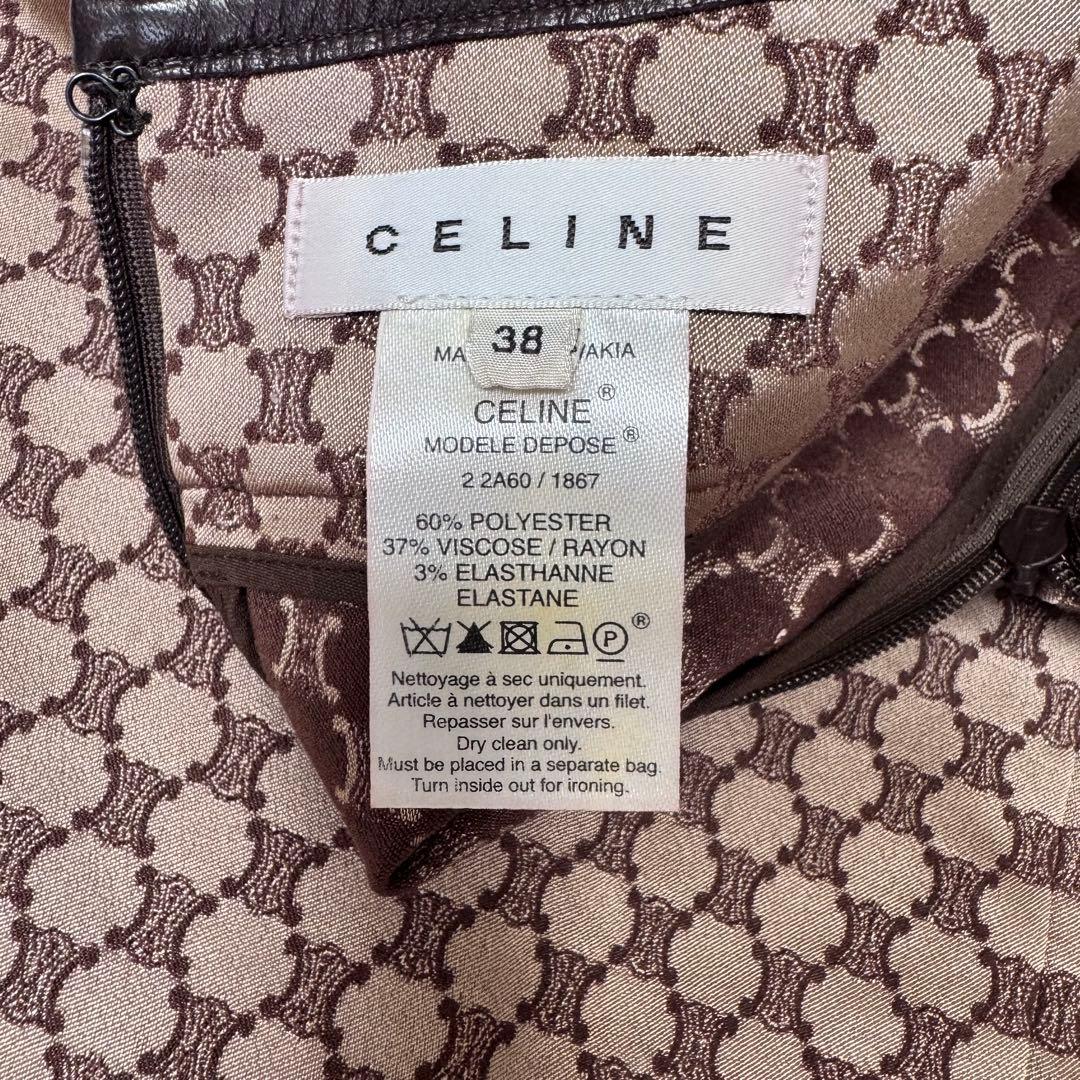 CELINE
38
CELINE®
MODELE DEPOSE®
2 2A60 / 1867
60% POLYESTER
37% VISCOSE / RAYON
3% ELASTHANNE
ELASTANE
P ®
Nettoyage à sec uniquement.
Article à nettoyer dans un filet.
Repasser sur l'envers.
Dry clean only.
Must be placed in a separate bag.
Turn inside out for ironing.